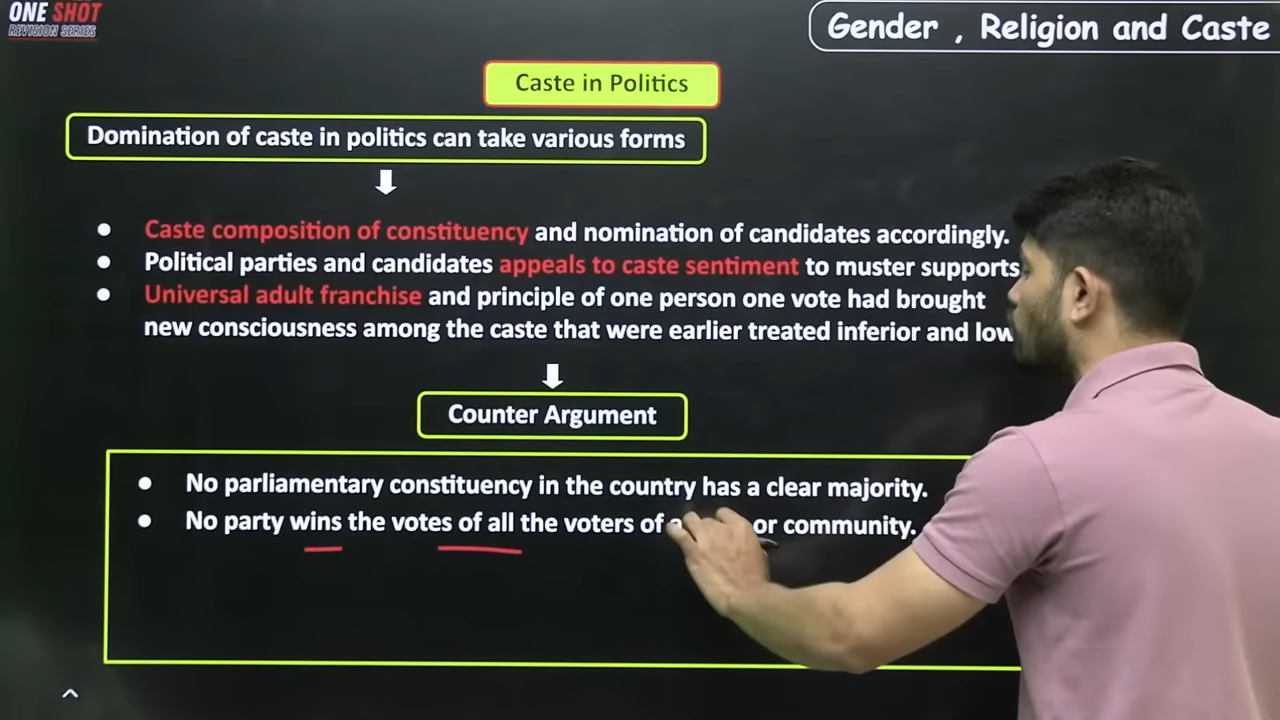 ONE SHOT
REVISION SERIES
Gender , Religion and Caste
Caste in Politics
Domination of caste in politics can take various forms
Caste composition of constituency and nomination of candidates accordingly.
Political parties and candidates appeals to caste sentiment to muster supports
Universal adult franchise and principle of one person one vote had brought
new consciousness among the caste that were earlier treated inferior and low
Counter Argument
No parliamentary constituency in the country has a clear majority.
No party wins the votes of all the voters of or community.